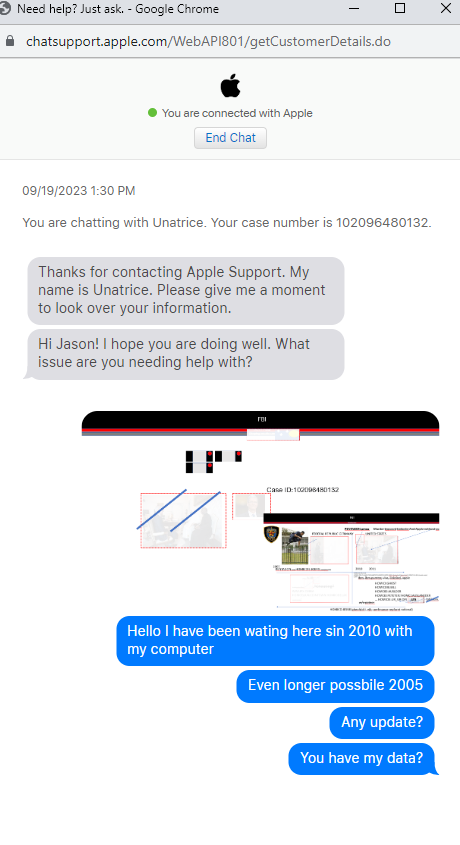 Need help? Just ask. - Google Chrome
chatsupport.apple.com/WebAPI801/getCustomerDetails.do
You are connected with Apple
End Chat
09/19/2023 1:30 PM
You are chatting with Unatrice. Your case number is 102096480132.
Thanks for contacting Apple Support. My
name is Unatrice. Please give me a moment
to look over your information.
Hi Jason! I hope you are doing well. What
issue are you needing help with?
FBI
Case ID:102096480132
Hello I have been wating here sin 2010 with
my computer
Even longer possbile 2005
Any update?
You have my data?